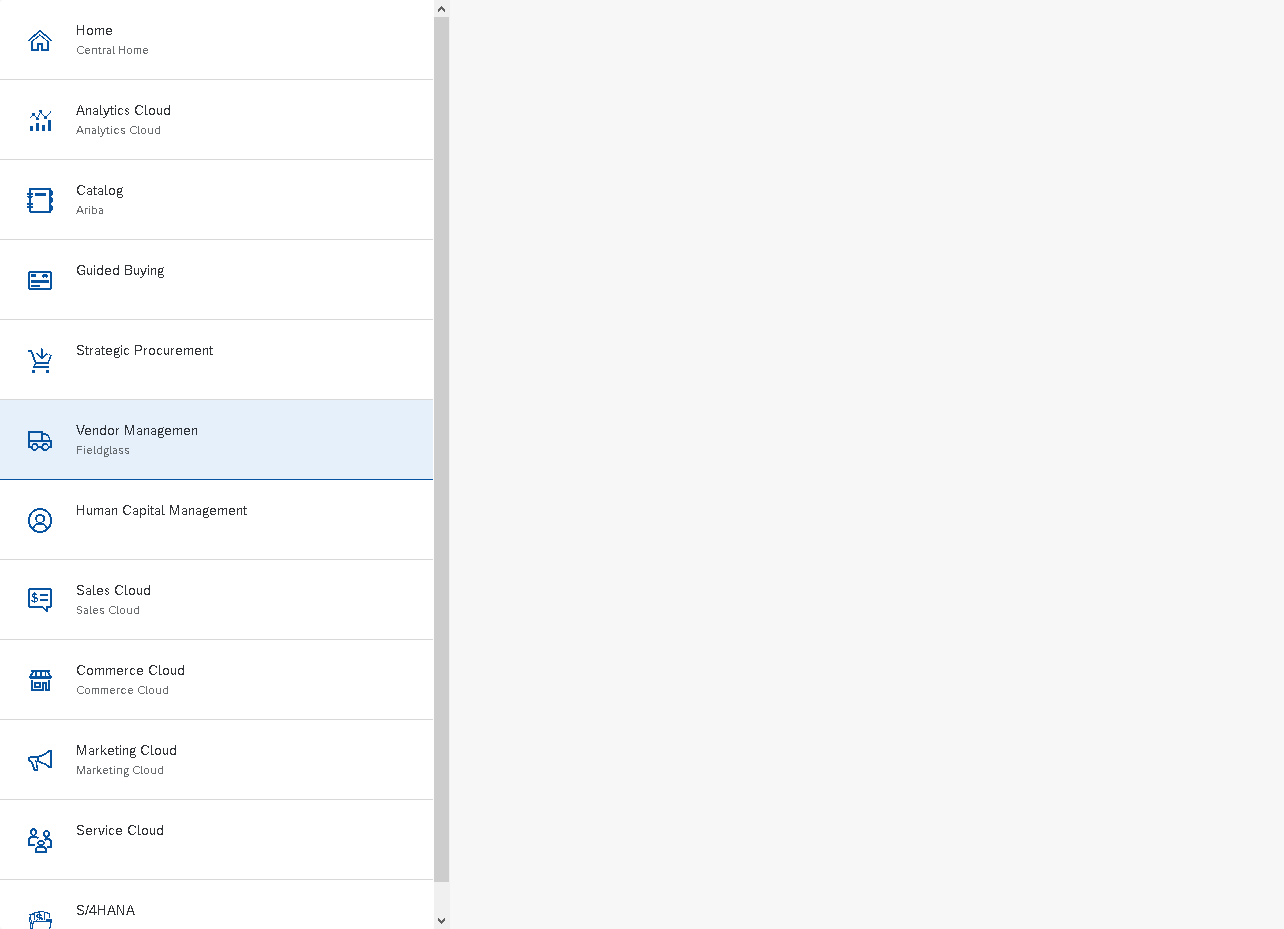 Home
Central Home
Analytics Cloud
Analytics Cloud
Catalog
Ariba
Guided Buying
Strategic Procurement
Vendor Managemen
Fieldglass
Human Capital Management
Sales Cloud
Sales Cloud
Commerce Cloud
Commerce Cloud
Marketing Cloud
Marketing Cloud
Service Cloud
S/4HANA